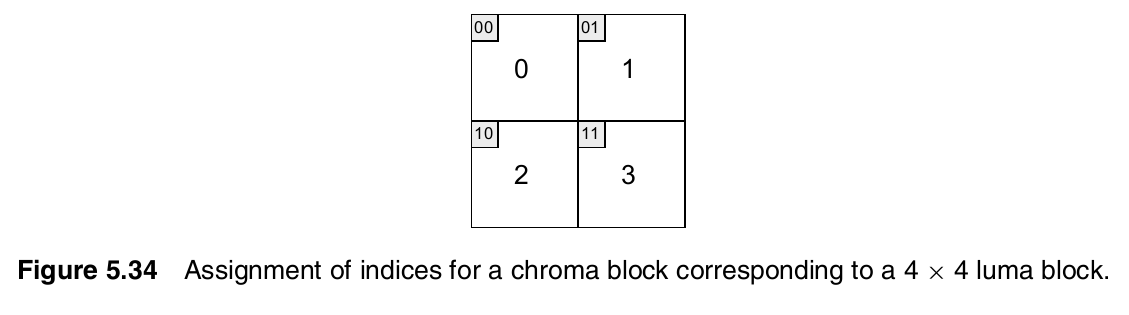 00 01
0 1
10 11
2 3
Figure 5.34 Assignment of indices for a chroma block corresponding to a 4 × 4 luma block.